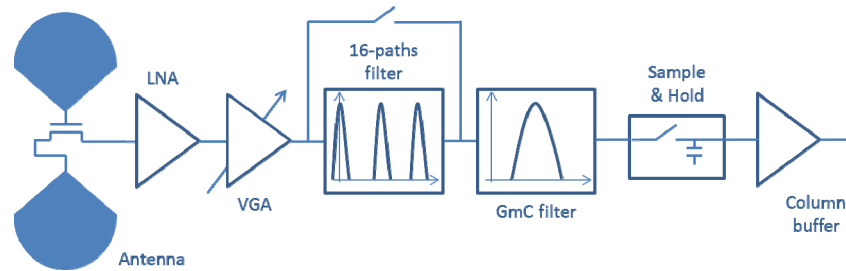 LNA
16-paths
filter
Sample
& Hold
VGA
GmC filter
Column
buffer
Antenna